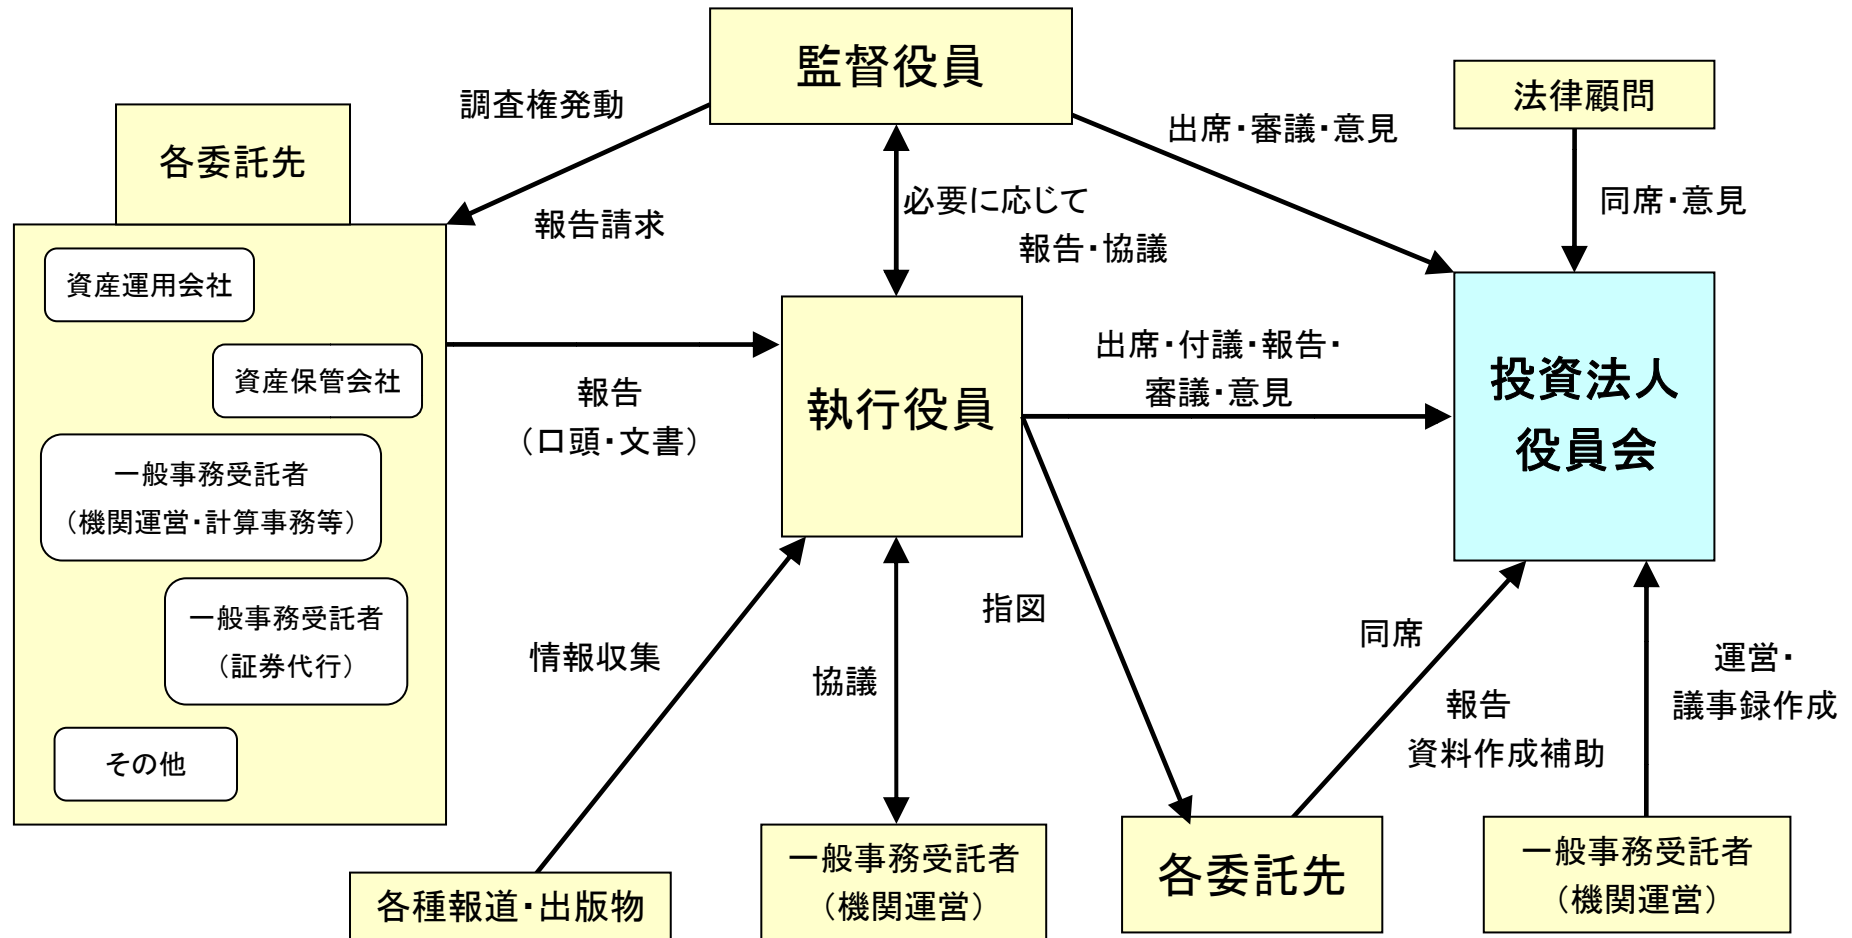 監督役員
法律顧問
調査権発動
出席・審議・意見
各委託先
必要に応じて
報告・協議
同席・意見
報告請求
資産運用会社
資産保管会社
一般事務受託者
（機関運営・計算事務等）
一般事務受託者
（証券代行）
その他
報告
（口頭・文書）
執行役員
出席・付議・報告・
審議・意見
投資法人
役員会
情報収集
協議
指図
同席
報告
資料作成補助
運営・
議事録作成
各種報道・出版物
一般事務受託者
（機関運営）
各委託先
一般事務受託者
（機関運営）